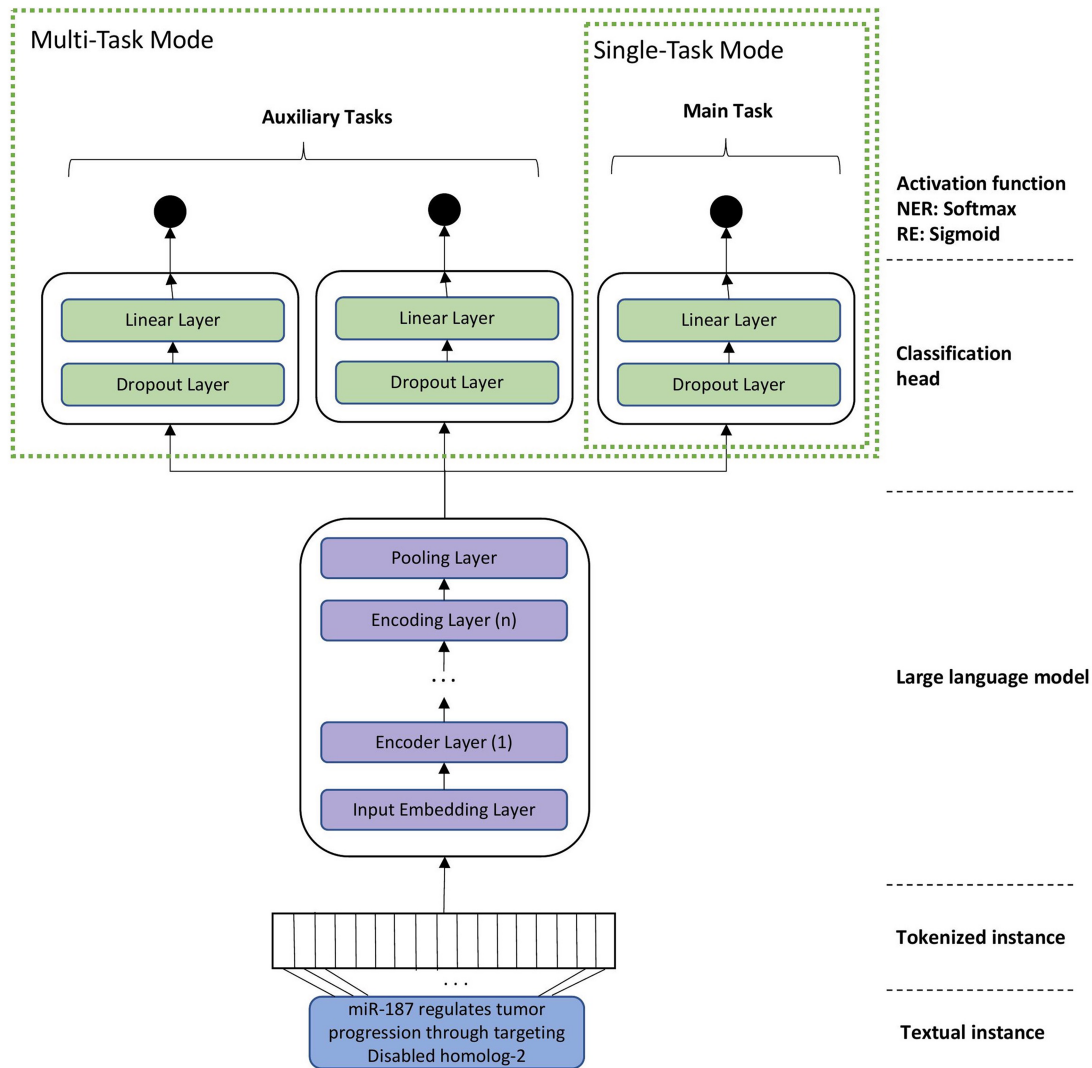 Multi-Task Mode
Single-Task Mode
Auxiliary Tasks
Main Task
Activation function
NER: Softmax
RE: Sigmoid
Linear Layer
Linear Layer
Linear Layer
Dropout Layer
Dropout Layer
Dropout Layer
Classification
head
Pooling Layer
Encoding Layer (n)
...
Encoder Layer (1)
Input Embedding Layer
Large language model
Tokenized instance
...
miR-187 regulates tumor
progression through targeting
Disabled homolog-2
Textual instance